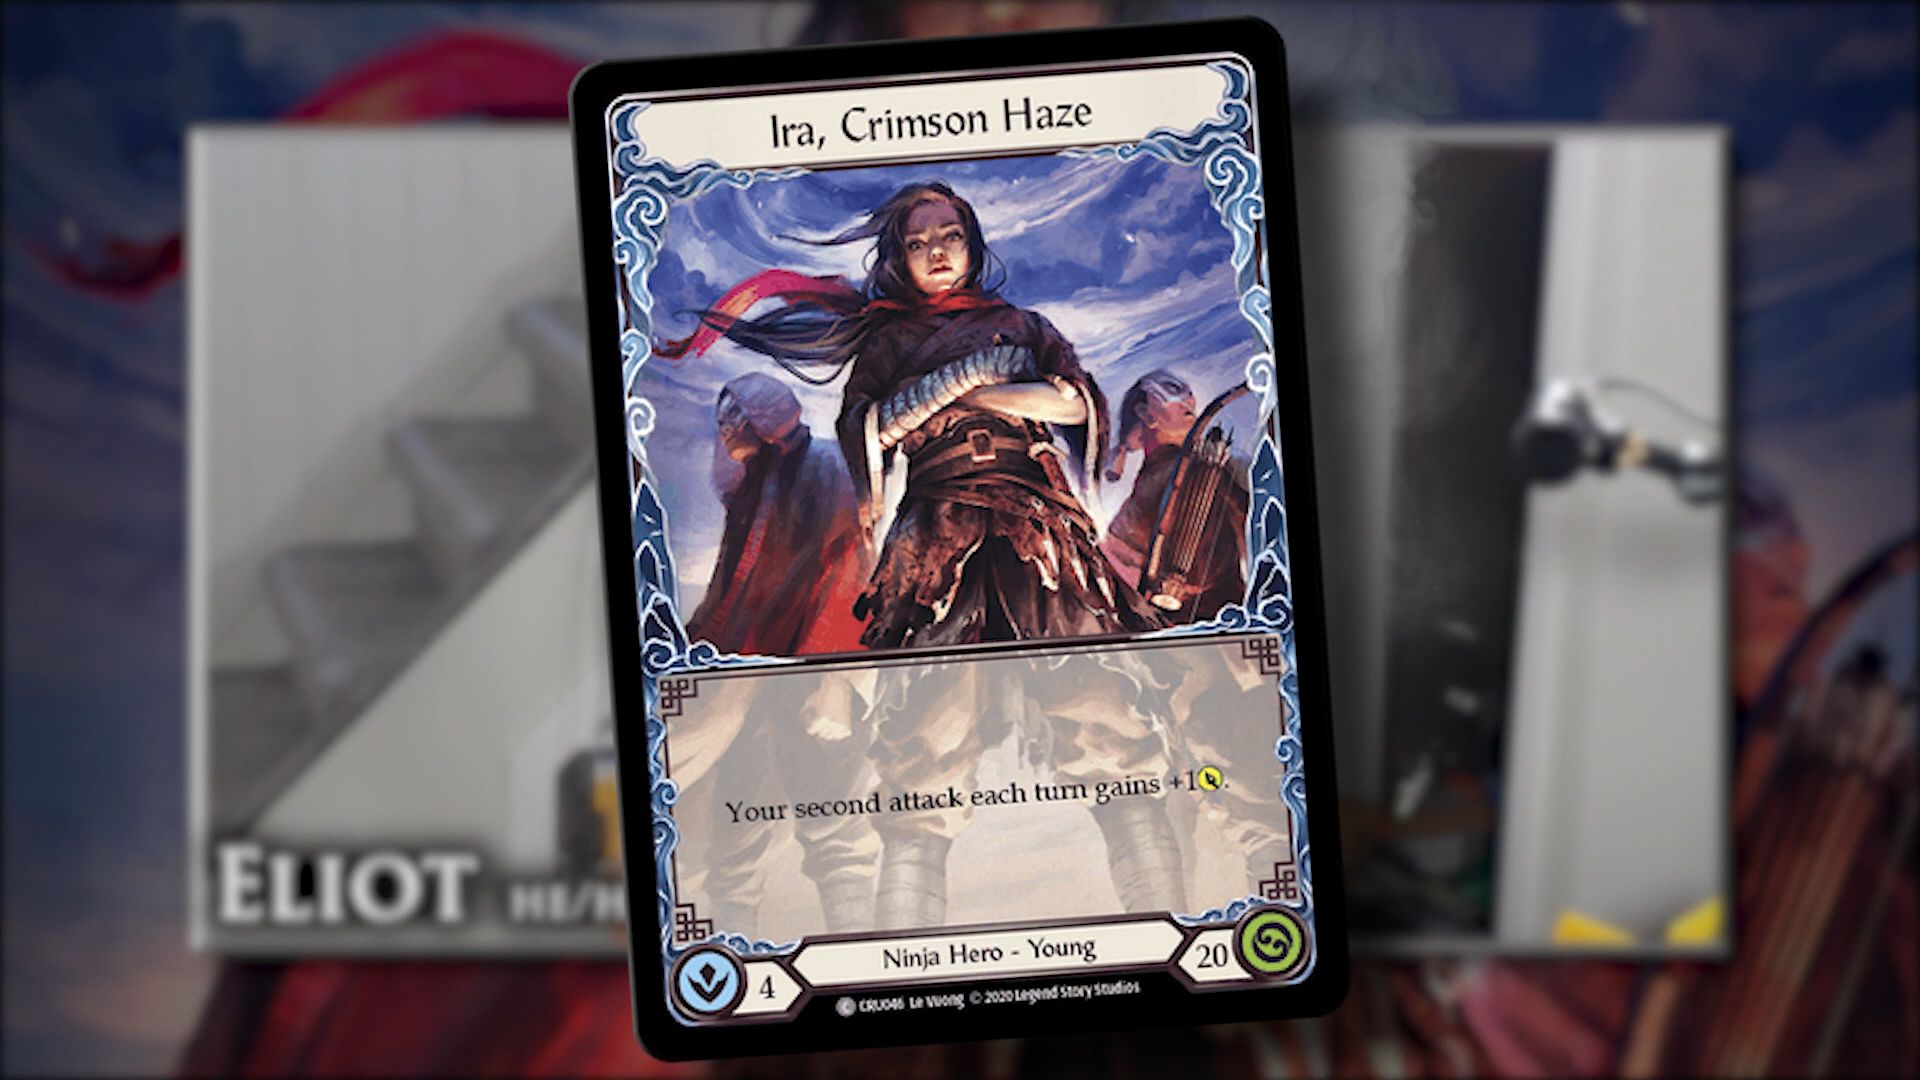 Ira, Crimson Haze
Your second attack each turn gains +1.
Ninja Hero - Young
4
20
C CRU046 Le Vuong © 2020 Legend Story Studios
ELIOT